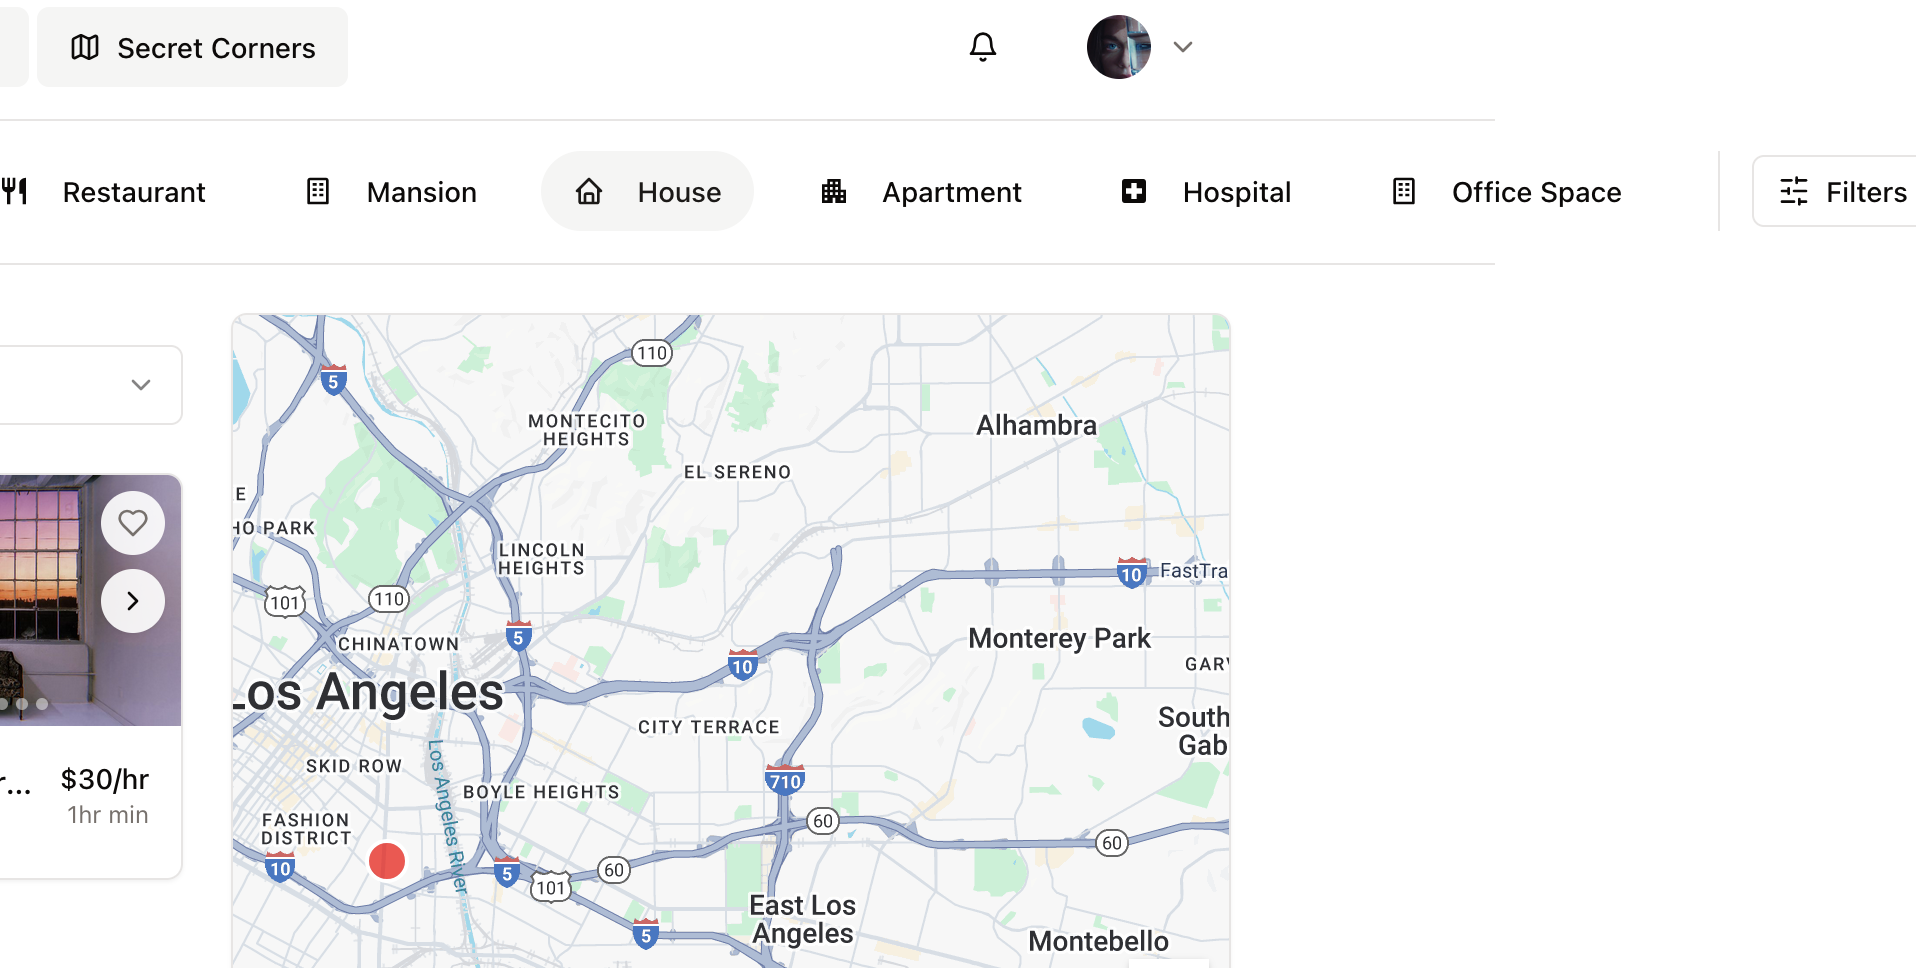 Secret Corners
Restaurant
Mansion
House
Apartment
Hospital
Office Space
Filters
110
5
MONTECITO
HEIGHTS
Alhambra
EL SERENO
E
HO PARK
LINCOLN
HEIGHTS
10
FastTra
101
110
CHINATOWN
5
Monterey Park
10
GARV
Los Angeles
CITY TERRACE
South
Gab
SKID ROW
Los Angeles River
710
r...
$30/hr
1hr min
BOYLE HEIGHTS
FASHION
DISTRICT
60
60
10
60
5
101
East Los
Angeles
5
Montebello